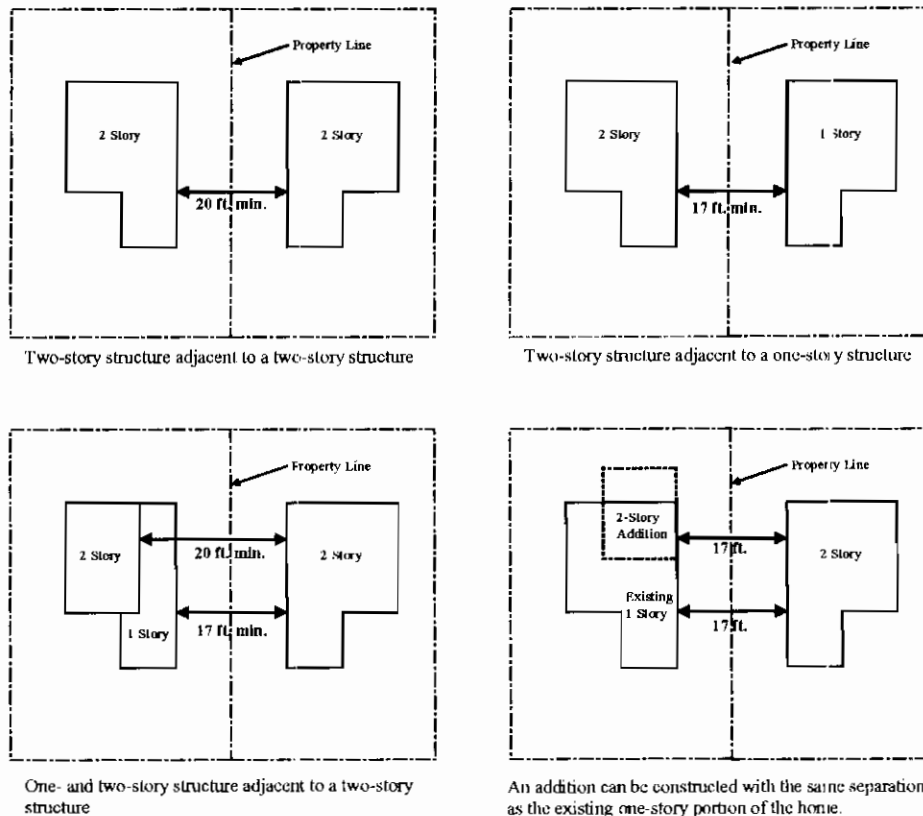 Property Line
2 Story
2 Story
20 ft. min.
Two-story structure adjacent to a two-story structure
Property Line
2 Story
1 Story
17 ft. min.
Two-story structure adjacent to a one-story structure
Property Line
2 Story
20 ft. min.
2 Story
1 Story
17 ft. min.
One- and two-story structure adjacent to a two-story
structure
Property Line
2-Story
Addition
17 ft.
2 Story
Existing
1 Story
17 ft.
An addition can be constructed with the same separation
as the existing one-story portion of the home.